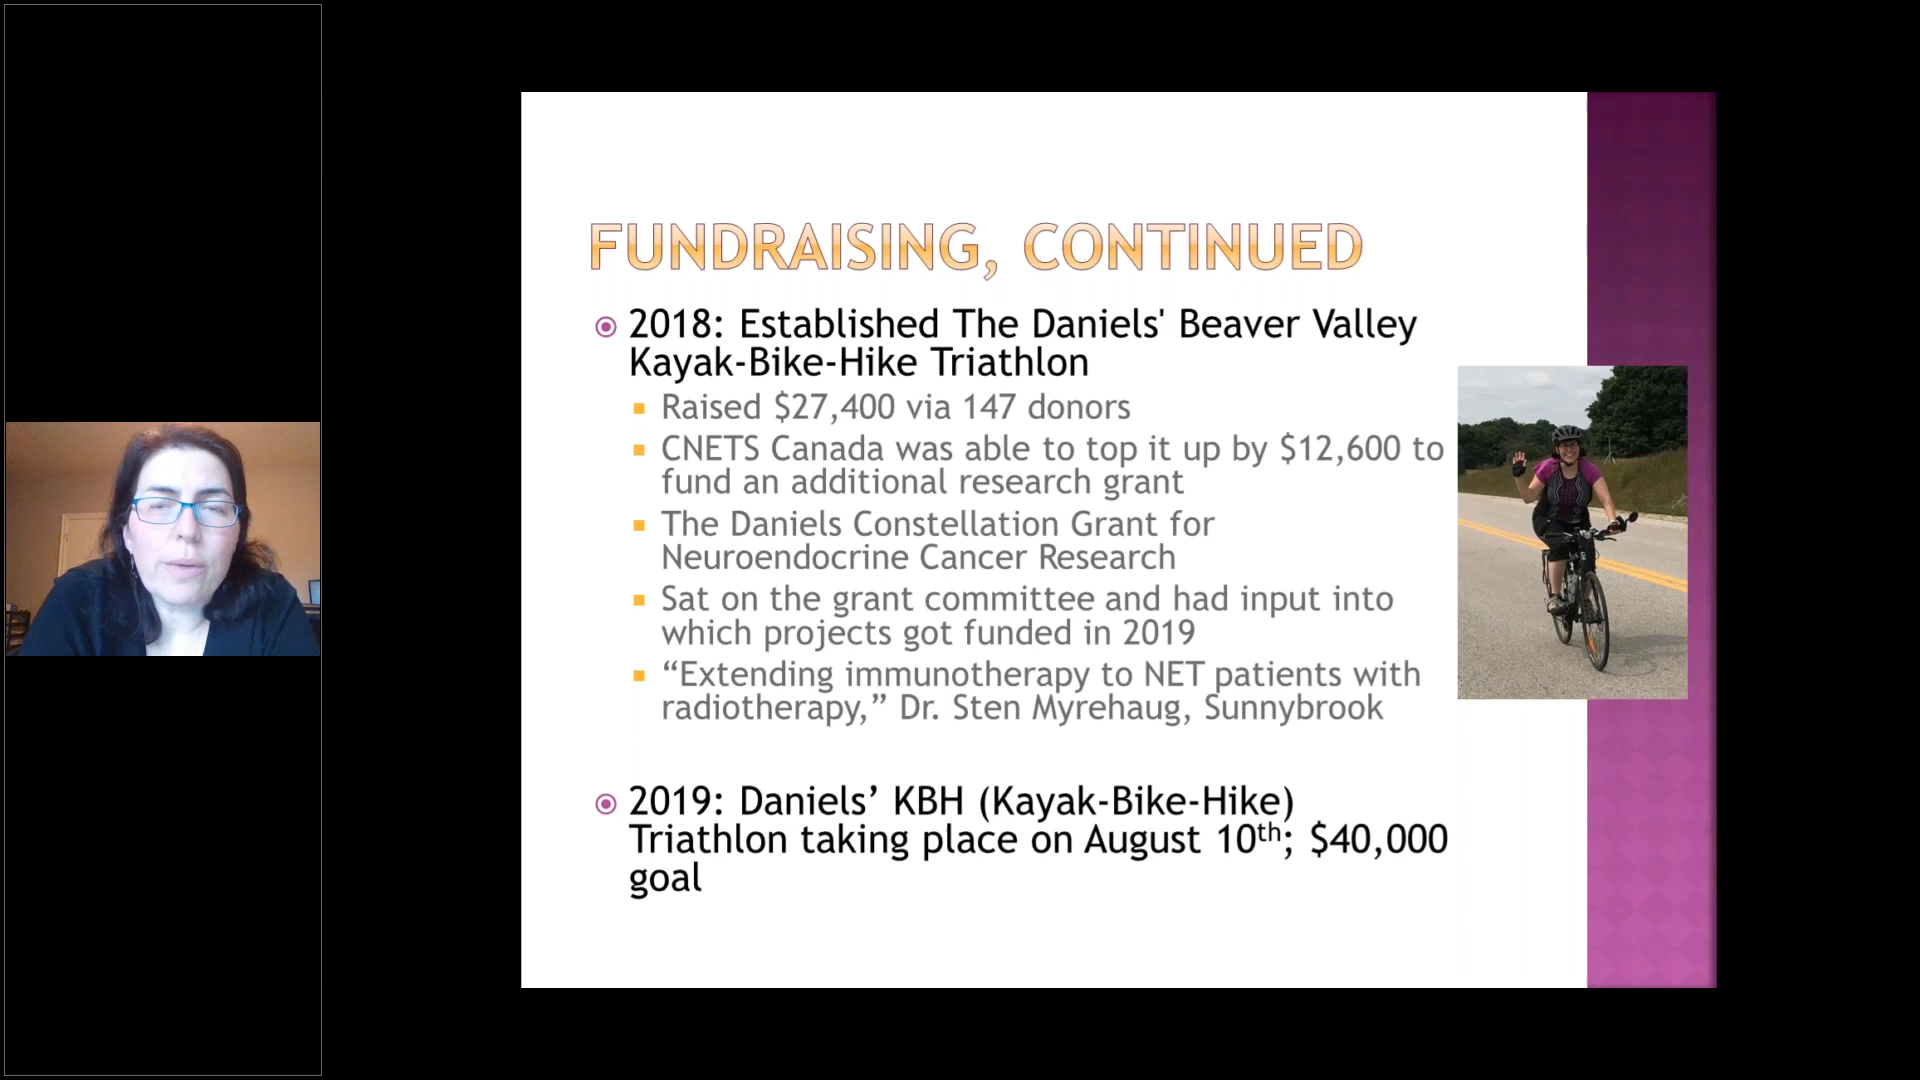 FUNDRAISING, CONTINUED
2018: Established The Daniels' Beaver Valley
Kayak-Bike-Hike Triathlon
Raised $27,400 via 147 donors
CNETS Canada was able to top it up by $12,600 to
fund an additional research grant
The Daniels Constellation Grant for
Neuroendocrine Cancer Research
Sat on the grant committee and had input into
which projects got funded in 2019
“Extending immunotherapy to NET patients with
radiotherapy,” Dr. Sten Myrehaug, Sunnybrook
2019: Daniels’ KBH (Kayak-Bike-Hike)
Triathlon taking place on August 10th; $40,000
goal